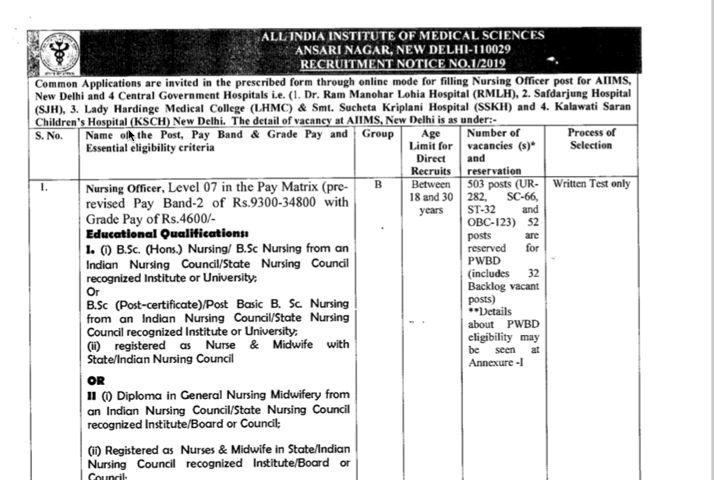 ALL INDIA INSTITUTE OF MEDICAL SCIENCES
ANSARI NAGAR, NEW DELHI-110029
RECRUITMENT NOTICE NO.1/2019
Common Applications are invited in the prescribed form through online mode for filling Nursing Officer post for AIIMS,
New Delhi and 4 Central Government Hospitals i.e. (1. Dr. Ram Manohar Lohia Hospital (RMLH), 2. Safdarjung Hospital
(SJH), 3. Lady Hardinge Medical College (LHMC) & Smt. Sucheta Kriplani Hospital (SSKH) and 4. Kalawati Saran
Children's Hospital (KSCH) New Delhi. The detail of vacancy at AIIMS, New Delhi is as under:-
S. No.
Name of the Post, Pay Band & Grade Pay and
Essential eligibility criteria
Group
Age
Limit for
Direct
Recruits
Number of
vacancies (s)*
and
reservation
Process of
Selection
1.
Nursing Officer, Level 07 in the Pay Matrix (pre-
revised Pay Band-2 of Rs.9300-34800 with
Grade Pay of Rs.4600/-
Educational Qualifications:
I. (i) B.Sc. (Hons.) Nursing/ B.Sc Nursing from an
Indian Nursing Council/State Nursing Council
recognized Institute or University;
Or
B.Sc (Post-certificate)/Post Basic B. Sc. Nursing
from an Indian Nursing Council/State Nursing
Council recognized Institute or University;
(ii) registered as Nurse & Midwife with
State/Indian Nursing Council
OR
II (i) Diploma in General Nursing Midwifery from
an Indian Nursing Council/State Nursing Council
recognized Institute/Board or Council;
(ii) Registered as Nurses & Midwife in State/Indian
Nursing Council recognized Institute/Board or
Council;
B
Between
18 and 30
years
503 posts (UR-
282, SC-66,
ST-32 and
OBC-123) 52
posts are
reserved for
PWBD
(includes 32
Backlog vacant
posts)
**Details
about PWBD
eligibility may
be seen at
Annexure -I
Written Test only